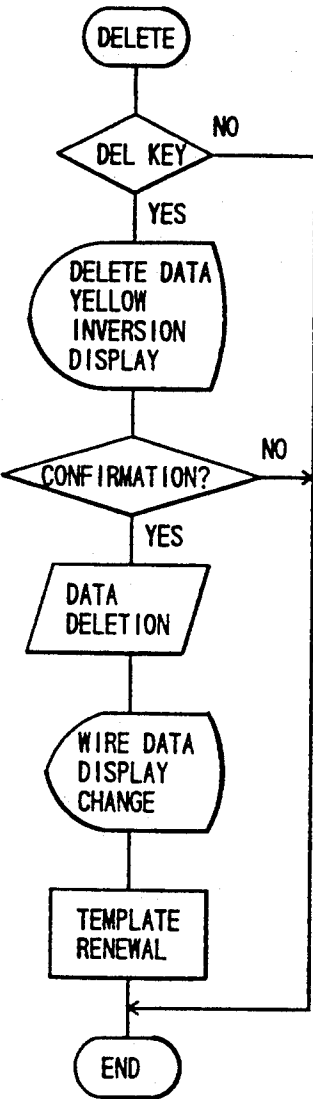 DELETE
DEL KEY
NO
YES
DELETE DATA
YELLOW
INVERSION
DISPLAY
CONFIRMATION?
NO
YES
DATA
DELETION
WIRE DATA
DISPLAY
CHANGE
TEMPLATE
RENEWAL
END